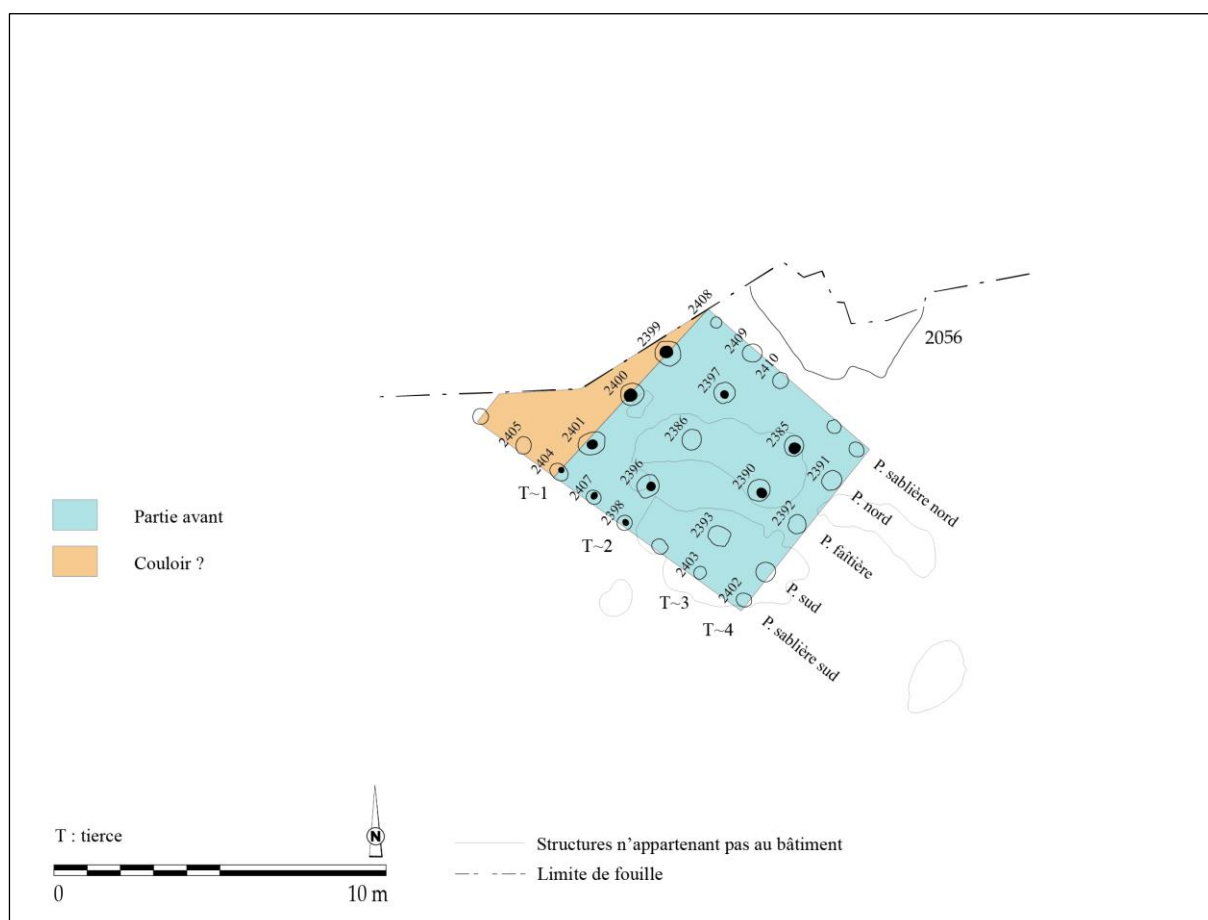 2408
2399
2409
2056
2410
2400
2397
2401
2386
2385
2405
2391
P. sablière nord
2404
2396
2390
P. nord
T~1
2407
2392
2398
2393
P. faîtière
T~2
2403
P. sud
T~3
2402
T~4
P. sablière sud
Partie avant
Couloir ?
T : tierce
N
Structures n’appartenant pas au bâtiment
Limite de fouille
0
10 m